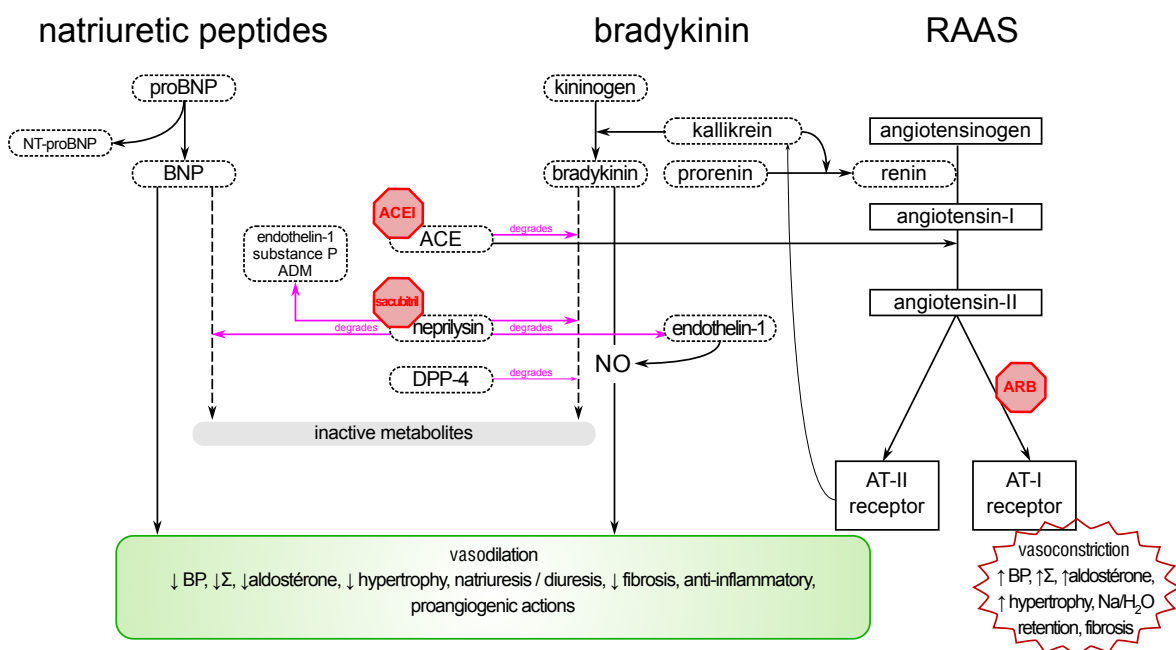 natriuretic peptides
bradykinin
RAAS
proBNP
kininogen
NT-proBNP
kallikrein
angiotensinogen
BNP
bradykinin
prorenin
renin
ACEI
angiotensin-I
endothelin-1
substance P
ADM
ACE
degrades
sacubitril
angiotensin-II
degrades
neprilysin
degrades
endothelin-1
NO
DPP-4
degrades
ARB
inactive metabolites
AT-II
receptor
AT-I
receptor
vasodilation
↓ BP, ↓Σ, ↓aldostérone, ↓ hypertrophy, natriuresis / diuresis, ↓ fibrosis, anti-inflammatory,
proangiogenic actions
vasoconstriction
↑ BP, ↑Σ, ↑aldostérone,
↑ hypertrophy, Na/H₂O
retention, fibrosis